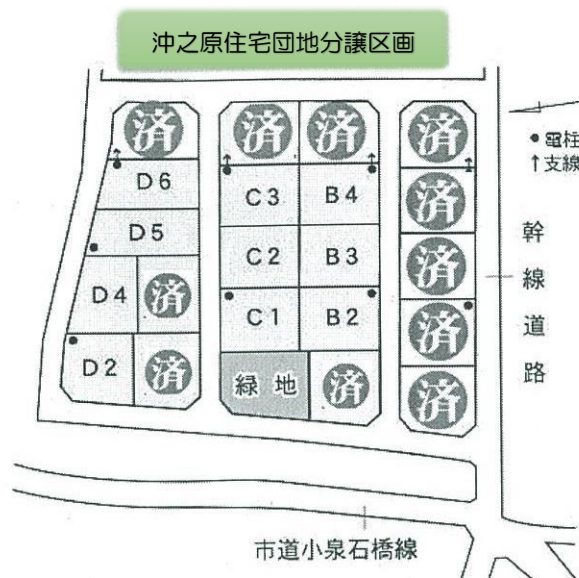 沖之原住宅団地分譲区画
済 済 済 済
●電柱
↑支線
D6 C3 B4 済
D5 C2 B3 済
D4 済 C1 B2 済
D2 済 緑地 済 済
幹線道路
市道小泉石橋線